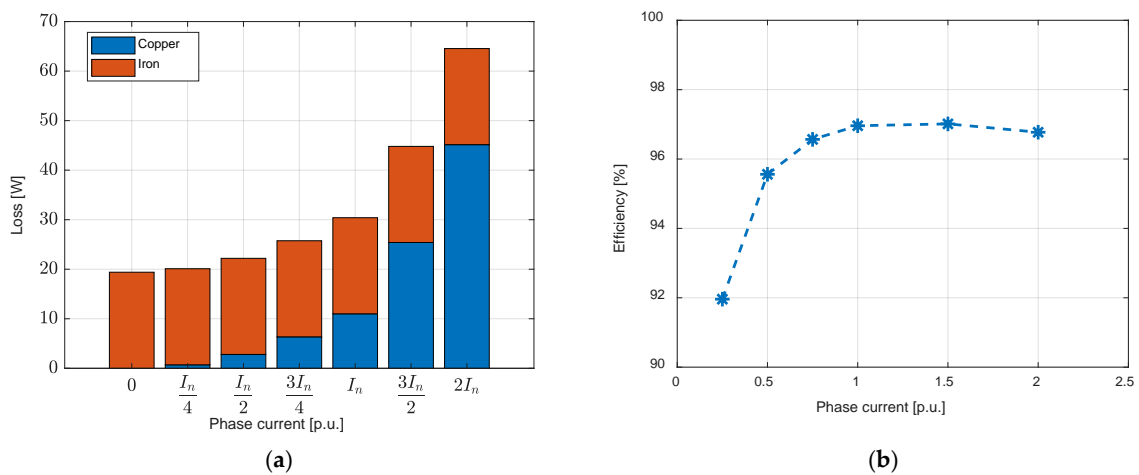 70
60
50
40
30
20
10
0
Loss [W]
Copper
Iron
0 I_n/4 I_n/2 3I_n/4 I_n 3I_n/2 2I_n
Phase current [p.u.]
(a)
100
98
96
94
92
90
Efficiency [%]
0 0.5 1 1.5 2 2.5
Phase current [p.u.]
(b)